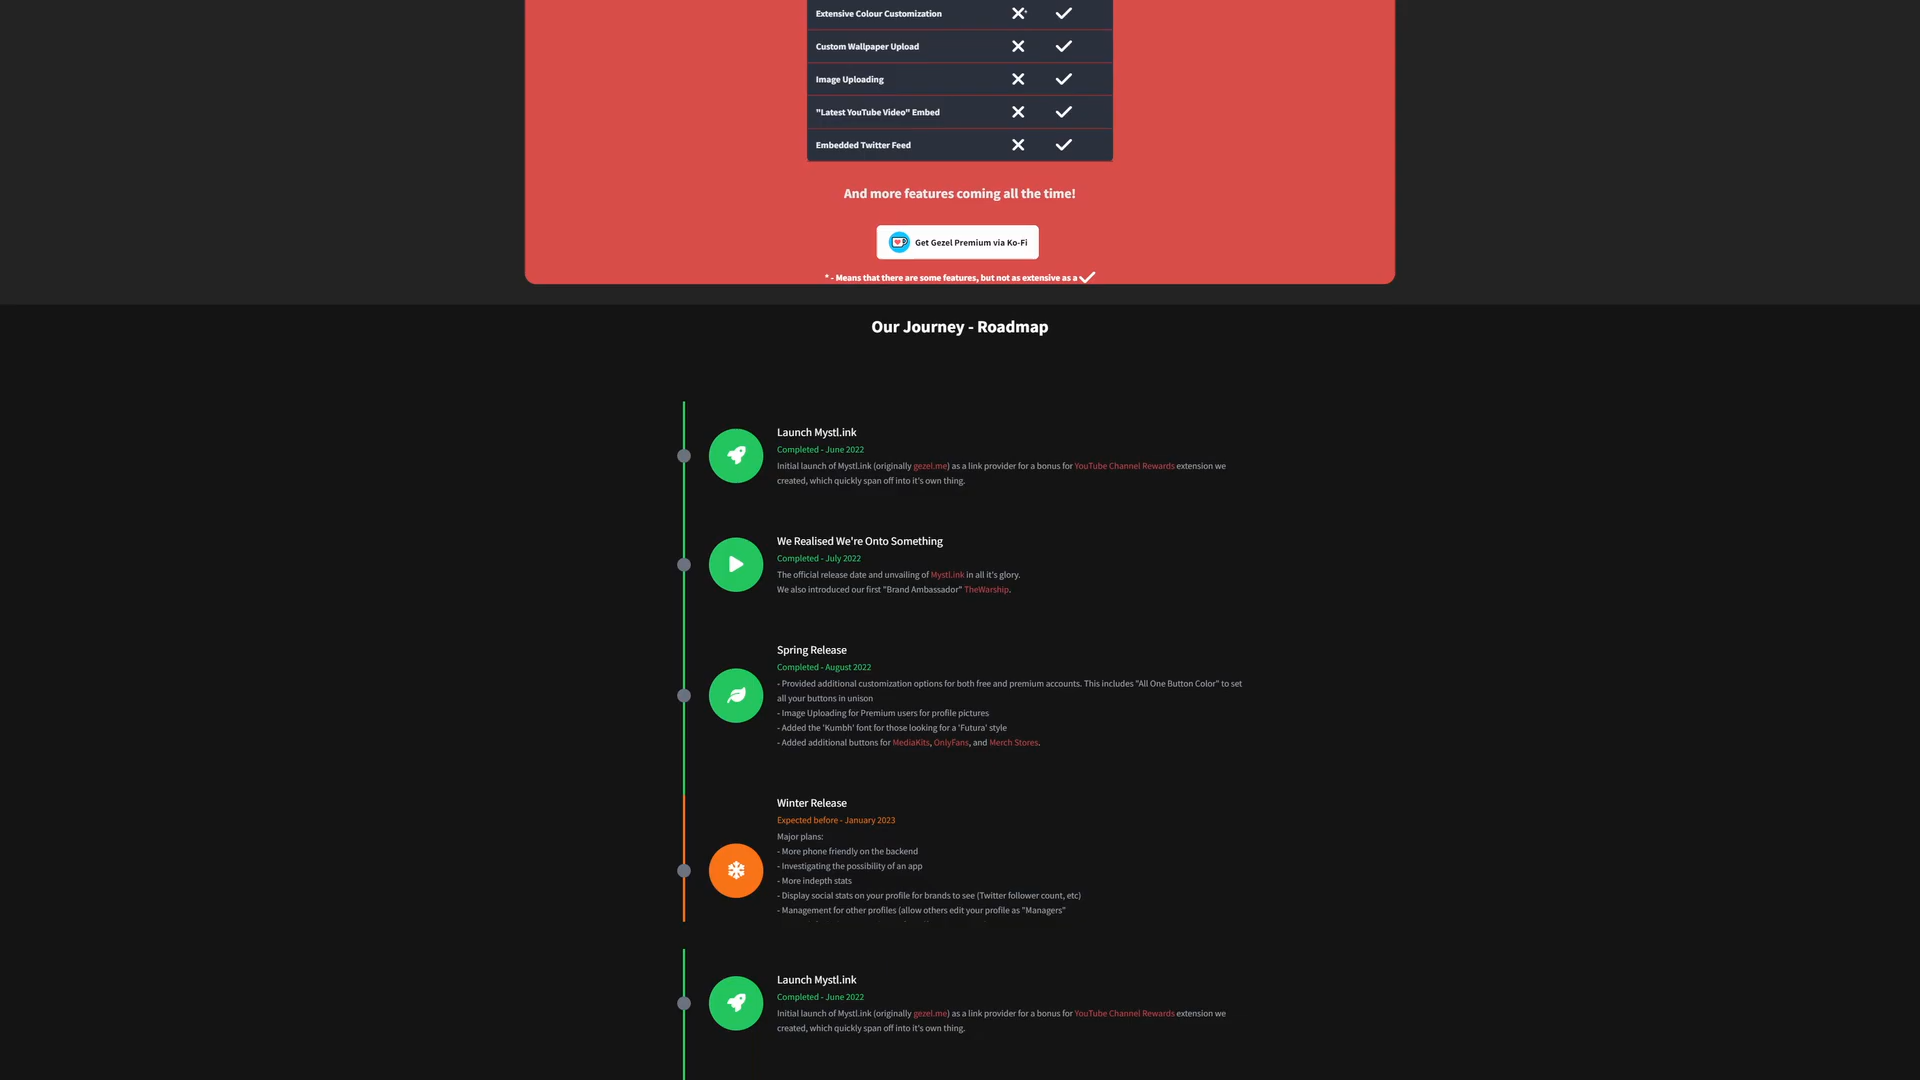 Extensive Colour Customization *
Custom Wallpaper Upload
Image Uploading
"Latest YouTube Video" Embed
Embedded Twitter Feed
And more features coming all the time!
Get Gezel Premium via Ko-Fi
* - Means that there are some features, but not as extensive as a
Our Journey - Roadmap
Launch Mystl.ink
Completed - June 2022
Initial launch of Mystl.ink (originally gezel.me) as a link provider for a bonus for YouTube Channel Rewards extension we
created, which quickly span off into it's own thing.
We Realised We're Onto Something
Completed - July 2022
The official release date and unvailing of Mystl.ink in all it's glory.
We also introduced our first "Brand Ambassador" TheWarship.
Spring Release
Completed - August 2022
- Provided additional customization options for both free and premium accounts. This includes "All One Button Color" to set
all your buttons in unison
- Image Uploading for Premium users for profile pictures
- Added the 'Kumbh' font for those looking for a 'Futura' style
- Added additional buttons for MediaKits, OnlyFans, and Merch Stores.
Winter Release
Expected before - January 2023
Major plans:
- More phone friendly on the backend
- Investigating the possibility of an app
- More indepth stats
- Display social stats on your profile for brands to see (Twitter follower count, etc)
- Management for other profiles (allow others edit your profile as "Managers"
Launch Mystl.ink
Completed - June 2022
Initial launch of Mystl.ink (originally gezel.me) as a link provider for a bonus for YouTube Channel Rewards extension we
created, which quickly span off into it's own thing.